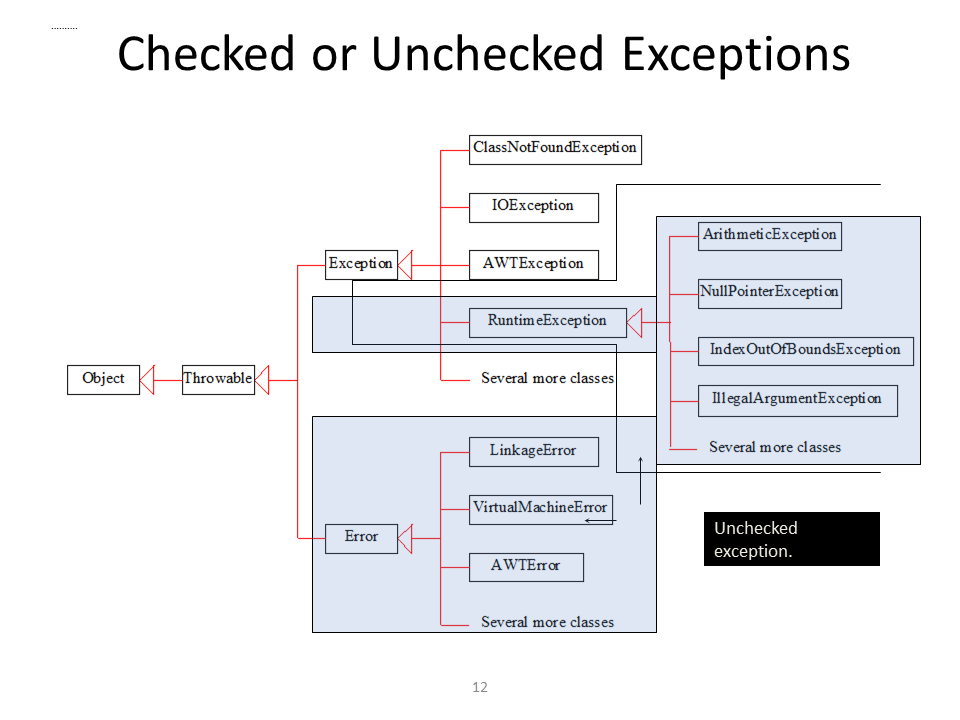 ..........
Checked or Unchecked Exceptions
ClassNotFoundException
IOException
ArithmeticException
Exception
AWTException
NullPointerException
RuntimeException
IndexOutOfBoundsException
Object
Throwable
Several more classes
IllegalArgumentException
Several more classes
LinkageError
VirtualMachineError
Unchecked
exception.
Error
AWTError
Several more classes
12